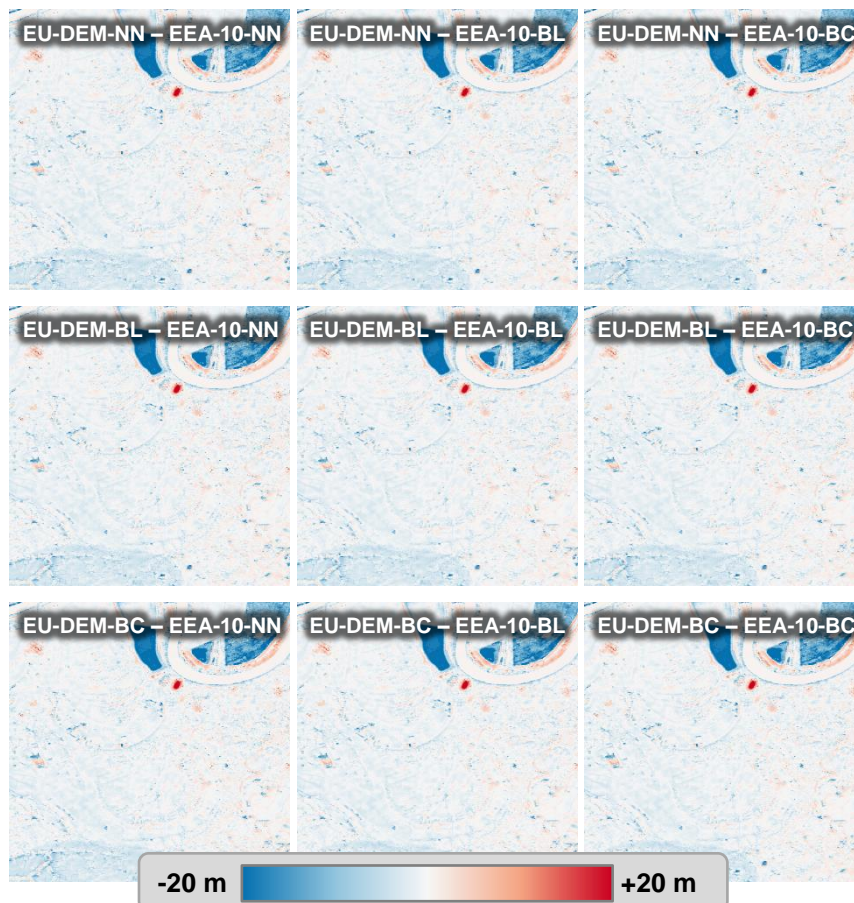 EU-DEM-NN – EEA-10-NN
EU-DEM-NN – EEA-10-BL
EU-DEM-NN – EEA-10-BC
EU-DEM-BL – EEA-10-NN
EU-DEM-BL – EEA-10-BL
EU-DEM-BL – EEA-10-BC
EU-DEM-BC – EEA-10-NN
EU-DEM-BC – EEA-10-BL
EU-DEM-BC – EEA-10-BC
-20 m
+20 m